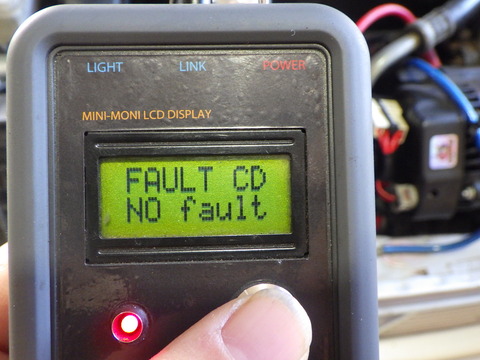 LIGHT LINK POWER
MINI-MONI LCD DISPLAY
FAULT CD
NO fault